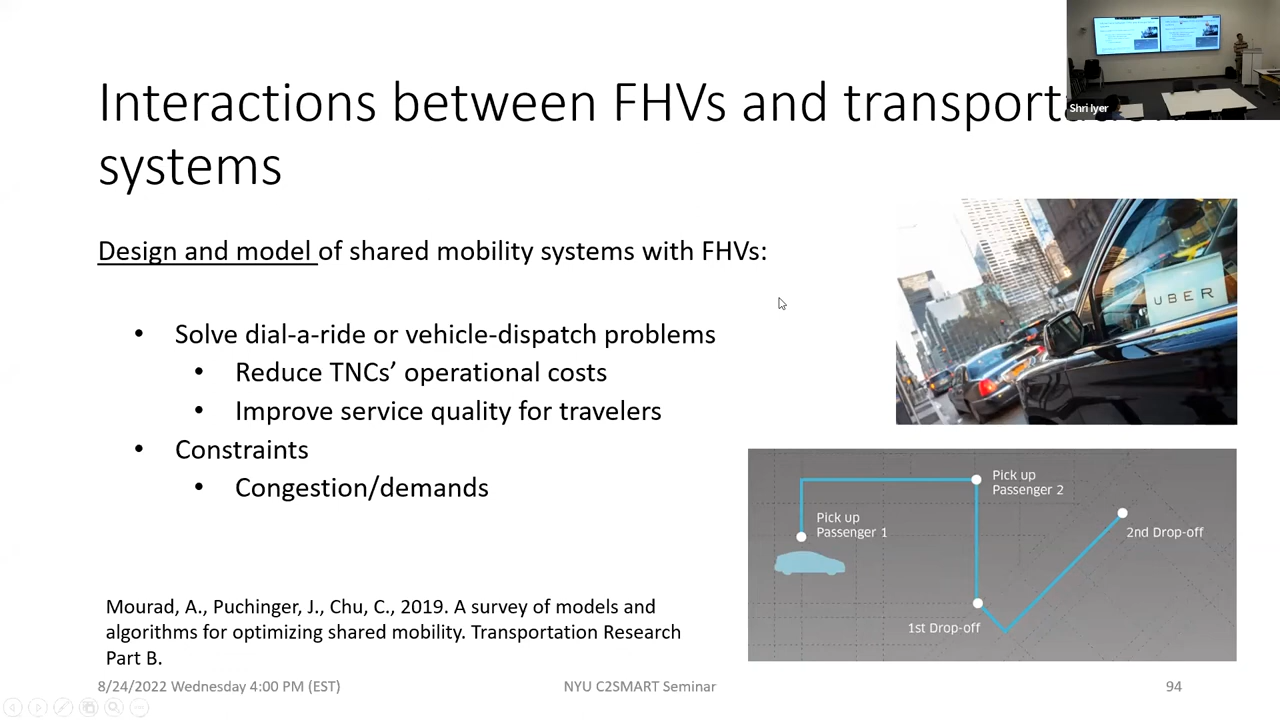 Interactions between FHVs and
systems
Shri Iyer
Design and model of shared mobility systems with FHVs:
• Solve dial-a-ride or vehicle-dispatch problems
• Reduce TNCs’ operational costs
• Improve service quality for travelers
• Constraints
• Congestion/demands
UBER
Pick up
Passenger 2
Pick up
Passenger 1
2nd Drop-off
1st Drop-off
Mourad, A., Puchinger, J., Chu, C., 2019. A survey of models and
algorithms for optimizing shared mobility. Transportation Research
Part B.
8/24/2022 Wednesday 4:00 PM (EST)
NYU C2SMART Seminar
94